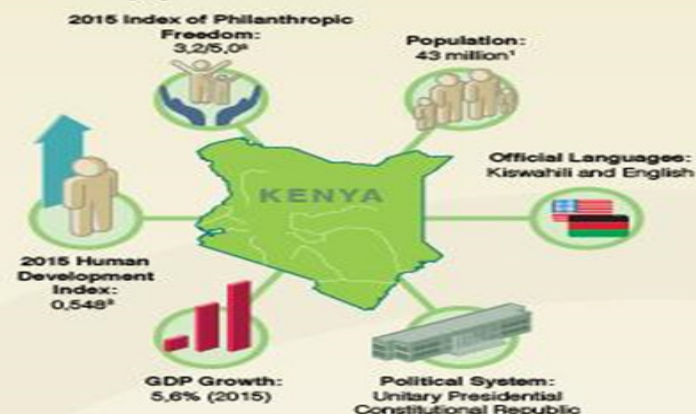 2015 Index of Philanthropic
Freedom:
3,2/5,0
Population:
43 million¹
Official Languages:
Kiswahili and English
KENYA
2015 Human
Development
Index:
0,548
GDP Growth:
5,6% (2015)
Political System:
Unitary Presidential
Constitutional Republic